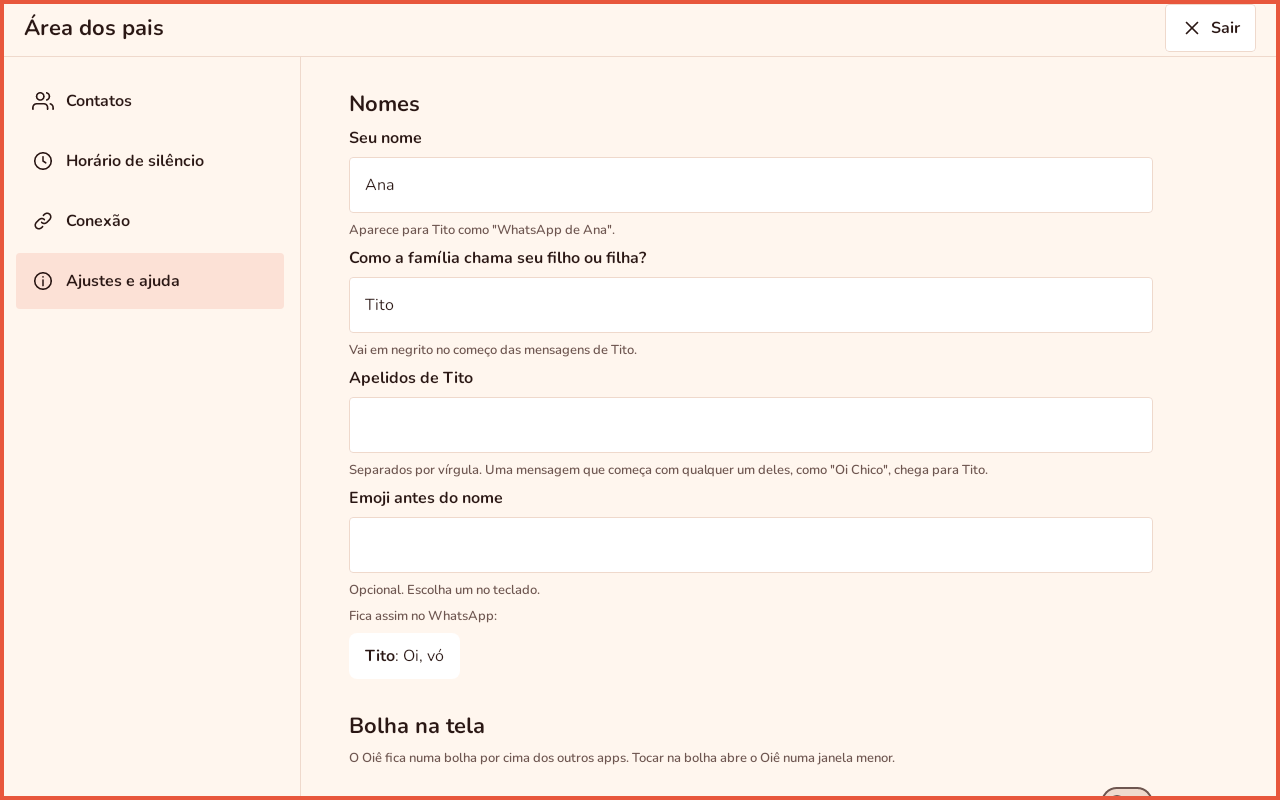 Área dos pais
Sair
Contatos
Horário de silêncio
Conexão
Ajustes e ajuda
Nomes
Seu nome
Ana
Aparece para Tito como "WhatsApp de Ana".
Como a família chama seu filho ou filha?
Tito
Vai em negrito no começo das mensagens de Tito.
Apelidos de Tito
Separados por vírgula. Uma mensagem que começa com qualquer um deles, como "Oi Chico", chega para Tito.
Emoji antes do nome
Opcional. Escolha um no teclado.
Fica assim no WhatsApp:
Tito: Oi, vó
Bolha na tela
O Oiê fica numa bolha por cima dos outros apps. Tocar na bolha abre o Oiê numa janela menor.